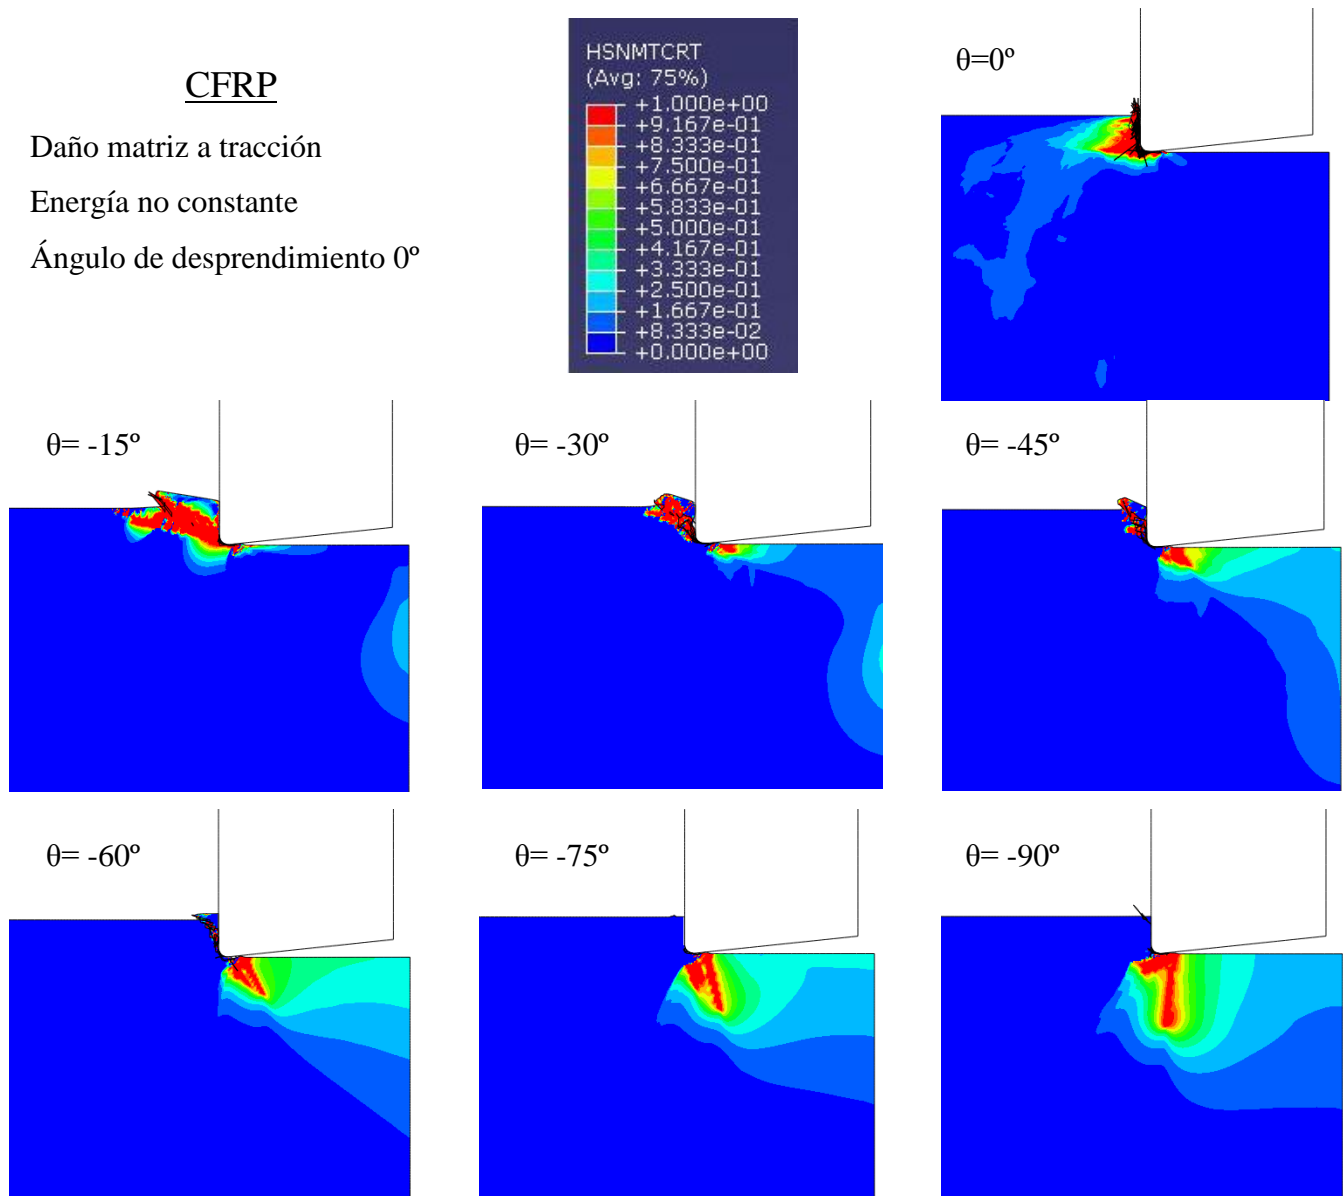 CFRP
Daño matriz a tracción
Energía no constante
Ángulo de desprendimiento 0º
HSNMTCRT
(Avg: 75%)
+1.000e+00
+9.167e-01
+8.333e-01
+7.500e-01
+6.667e-01
+5.833e-01
+5.000e-01
+4.167e-01
+3.333e-01
+2.500e-01
+1.667e-01
+8.333e-02
+0.000e+00
θ=0º
θ= -15º
θ= -30º
θ= -45º
θ= -60º
θ= -75º
θ= -90º